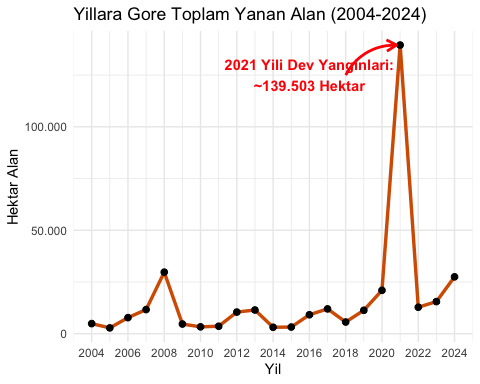 Yillara Gore Toplam Yanan Alan (2004-2024)
2021 Yili Dev Yanginlari:
~139.503 Hektar
100.000
50.000
0
Hektar Alan
2004 2006 2008 2010 2012 2014 2016 2018 2020 2022 2024
Yil